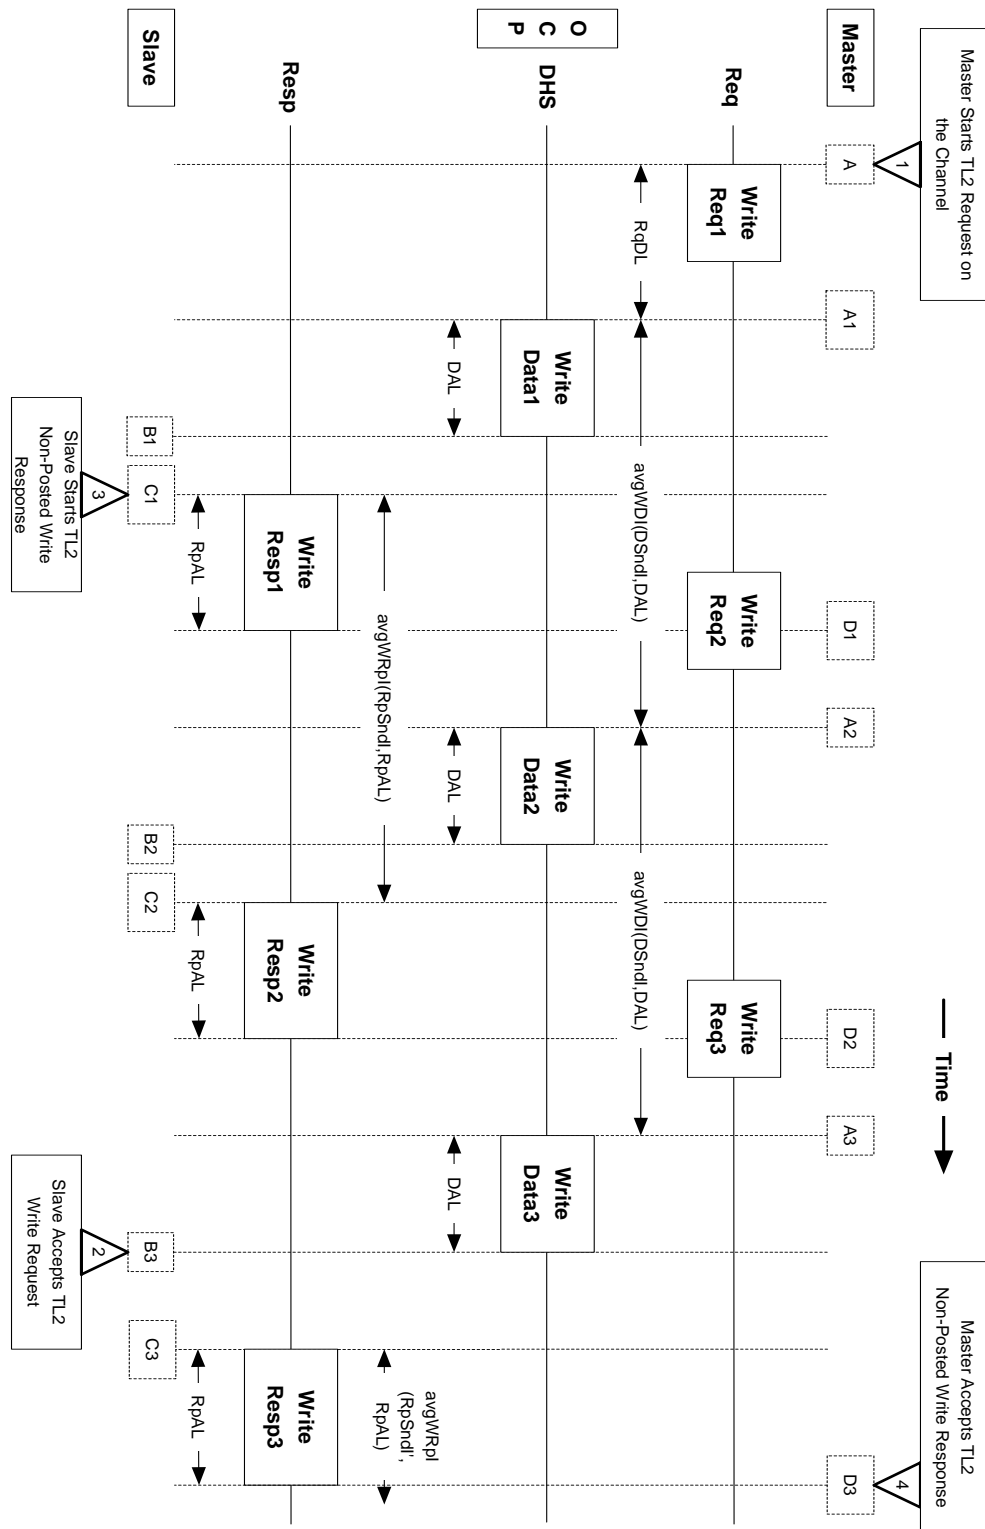 Master Starts TL2 Request on
the Channel
Master Accepts TL2
Non-Posted Write Response
1
Time
4
Master
A
A1
D1
A2
D2
A3
D3
Req
Write
Req1
Write
Req2
Write
Req3
RqDL
avgWDI(DSndI,DAL)
avgWDI(DSndI,DAL)
O
C
P
DHS
Write
Data1
Write
Data2
Write
Data3
DAL
DAL
DAL
avgWRpI(RpSndI,RpAL)
avgWRpI
(RpSndI',
RpAL)
Resp
Write
Resp1
Write
Resp2
Write
Resp3
RpAL
RpAL
RpAL
Slave
B1
C1
B2
C2
B3
C3
3
2
Slave Starts TL2
Non-Posted Write
Response
Slave Accepts TL2
Write Request